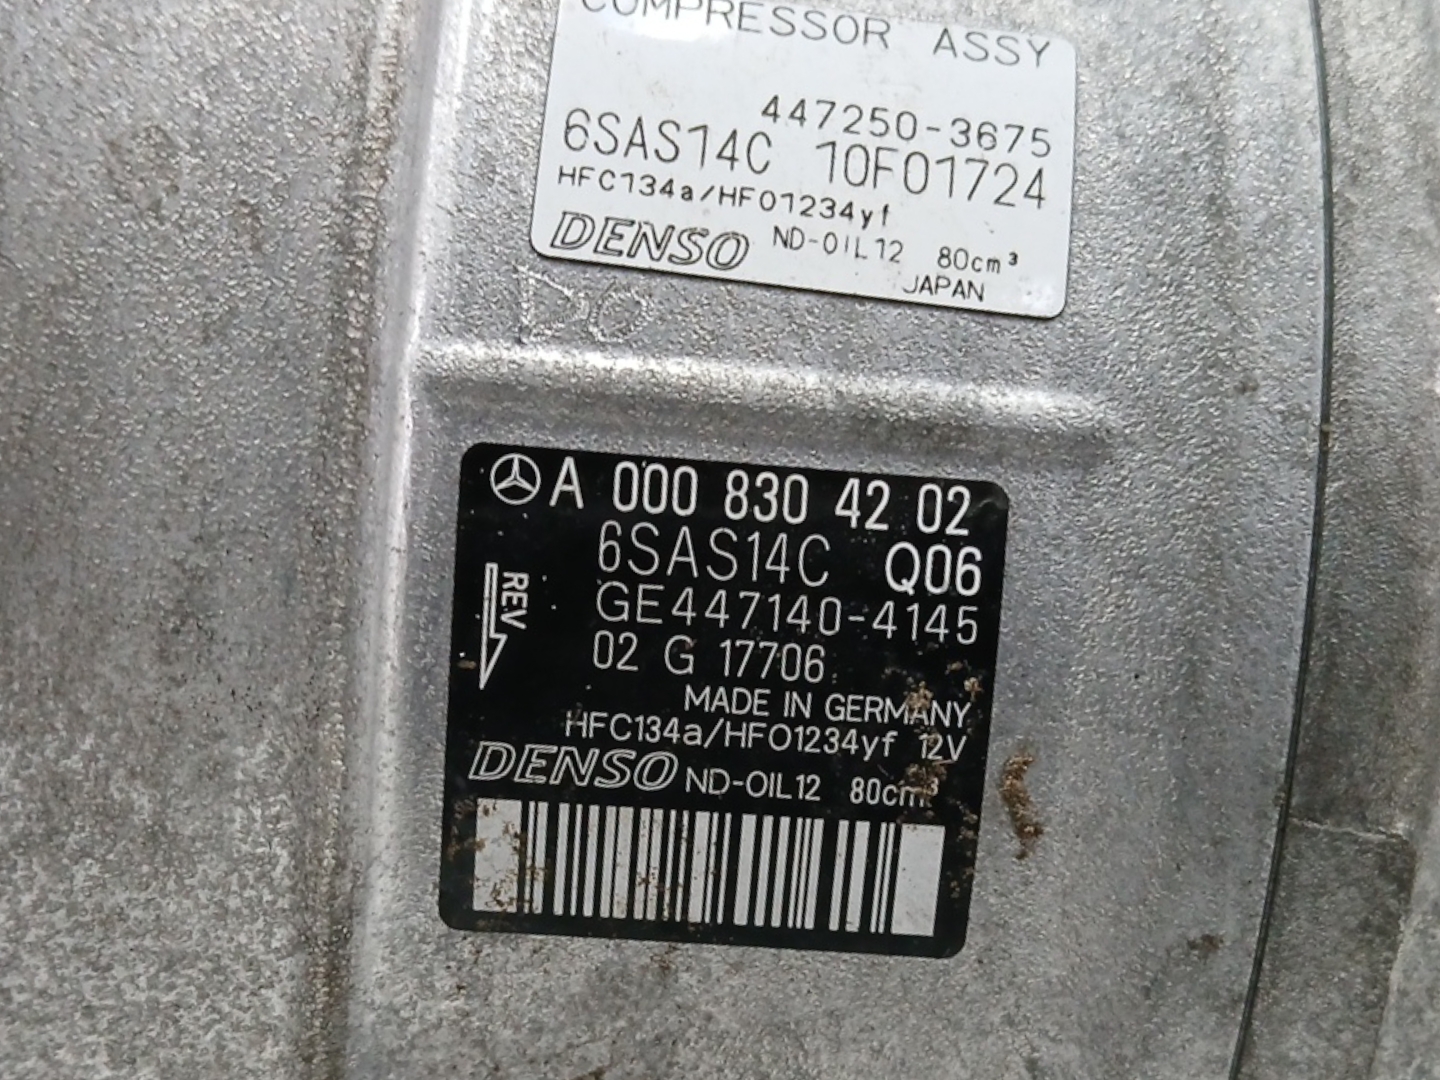 COMPRESSOR ASSY
447250-3675
6SAS14C 10F01724
HFC134a/HFO1234yf
DENSO ND-OIL12 80cm³
JAPAN
A 000 830 42 02
6SAS14C Q06
REV
GE447140-4145
02 G 17706
MADE IN GERMANY
HFC134a/HFO1234yf 12V
DENSO ND-OIL12 80cm³